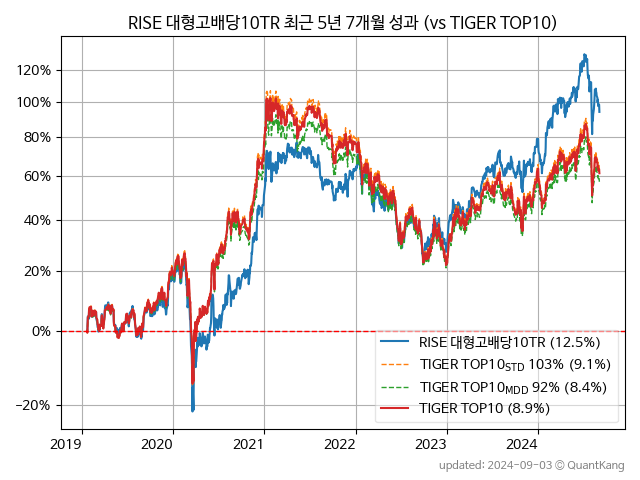 RISE 대형고배당10TR 최근 5년 7개월 성과 (vs TIGER TOP10)
120%
100%
80%
60%
40%
20%
0%
−20%
RISE 대형고배당10TR (12.5%)
TIGER TOP10STD 103% (9.1%)
TIGER TOP10MDD 92% (8.4%)
TIGER TOP10 (8.9%)
2019 2020 2021 2022 2023 2024
updated: 2024-09-03 © QuantKang